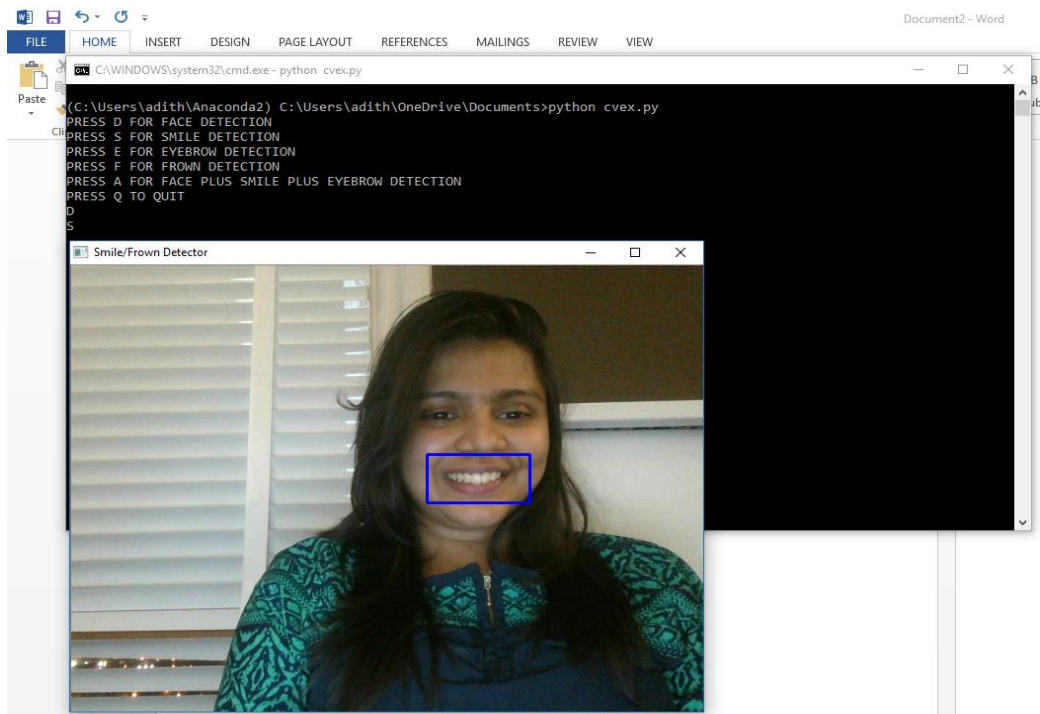 Document2 - Word
FILE HOME INSERT DESIGN PAGE LAYOUT REFERENCES MAILINGS REVIEW VIEW
C:\WINDOWS\system32\cmd.exe - python cvex.py
Paste
(C:\Users\adith\Anaconda2) C:\Users\adith\OneDrive\Documents>python cvex.py
PRESS D FOR FACE DETECTION
PRESS S FOR SMILE DETECTION
PRESS E FOR EYEBROW DETECTION
PRESS F FOR FROWN DETECTION
PRESS A FOR FACE PLUS SMILE PLUS EYEBROW DETECTION
PRESS Q TO QUIT
D
S
Smile/Frown Detector